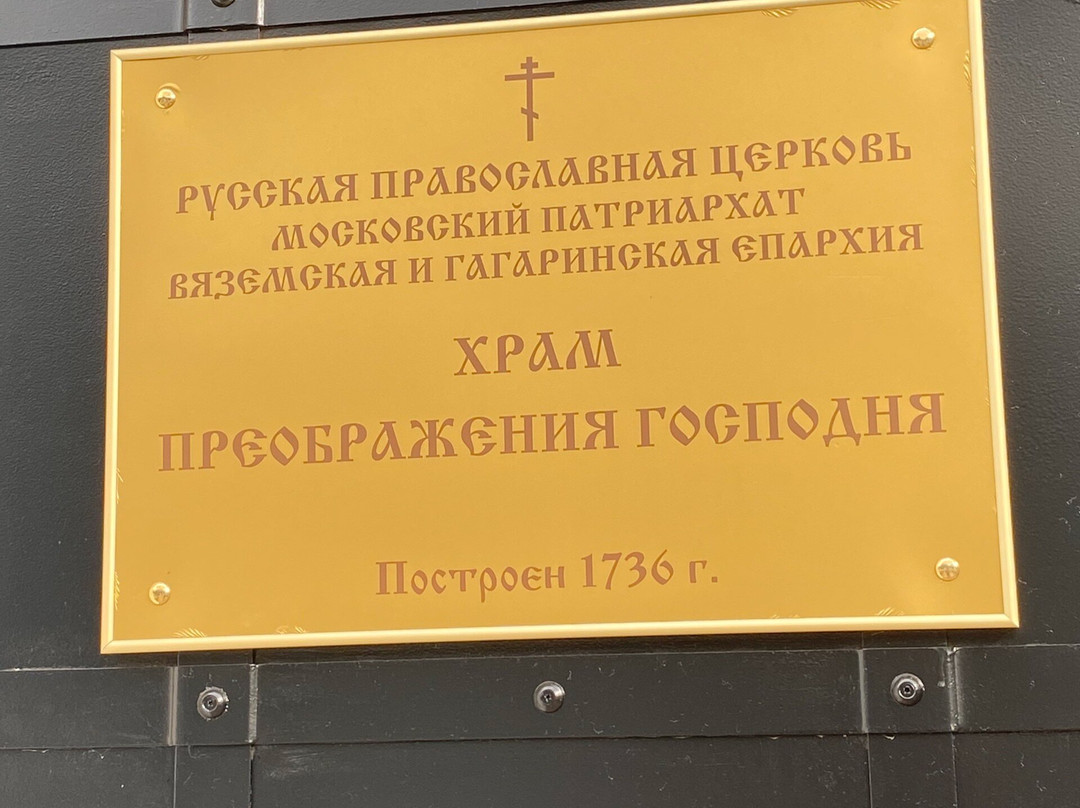 РУССКАЯ ПРАВОСЛАВНАЯ ЦЕРКОВЬ
МОСКОВСКИЙ ПАТРИАРХАТ
ВЯЗЕМСКАЯ И ГАГАРИНСКАЯ ЕПАРХИЯ
ХРАМ
ПРЕОБРАЖЕНИЯ ГОСПОДНЯ
Построен 1736 г.